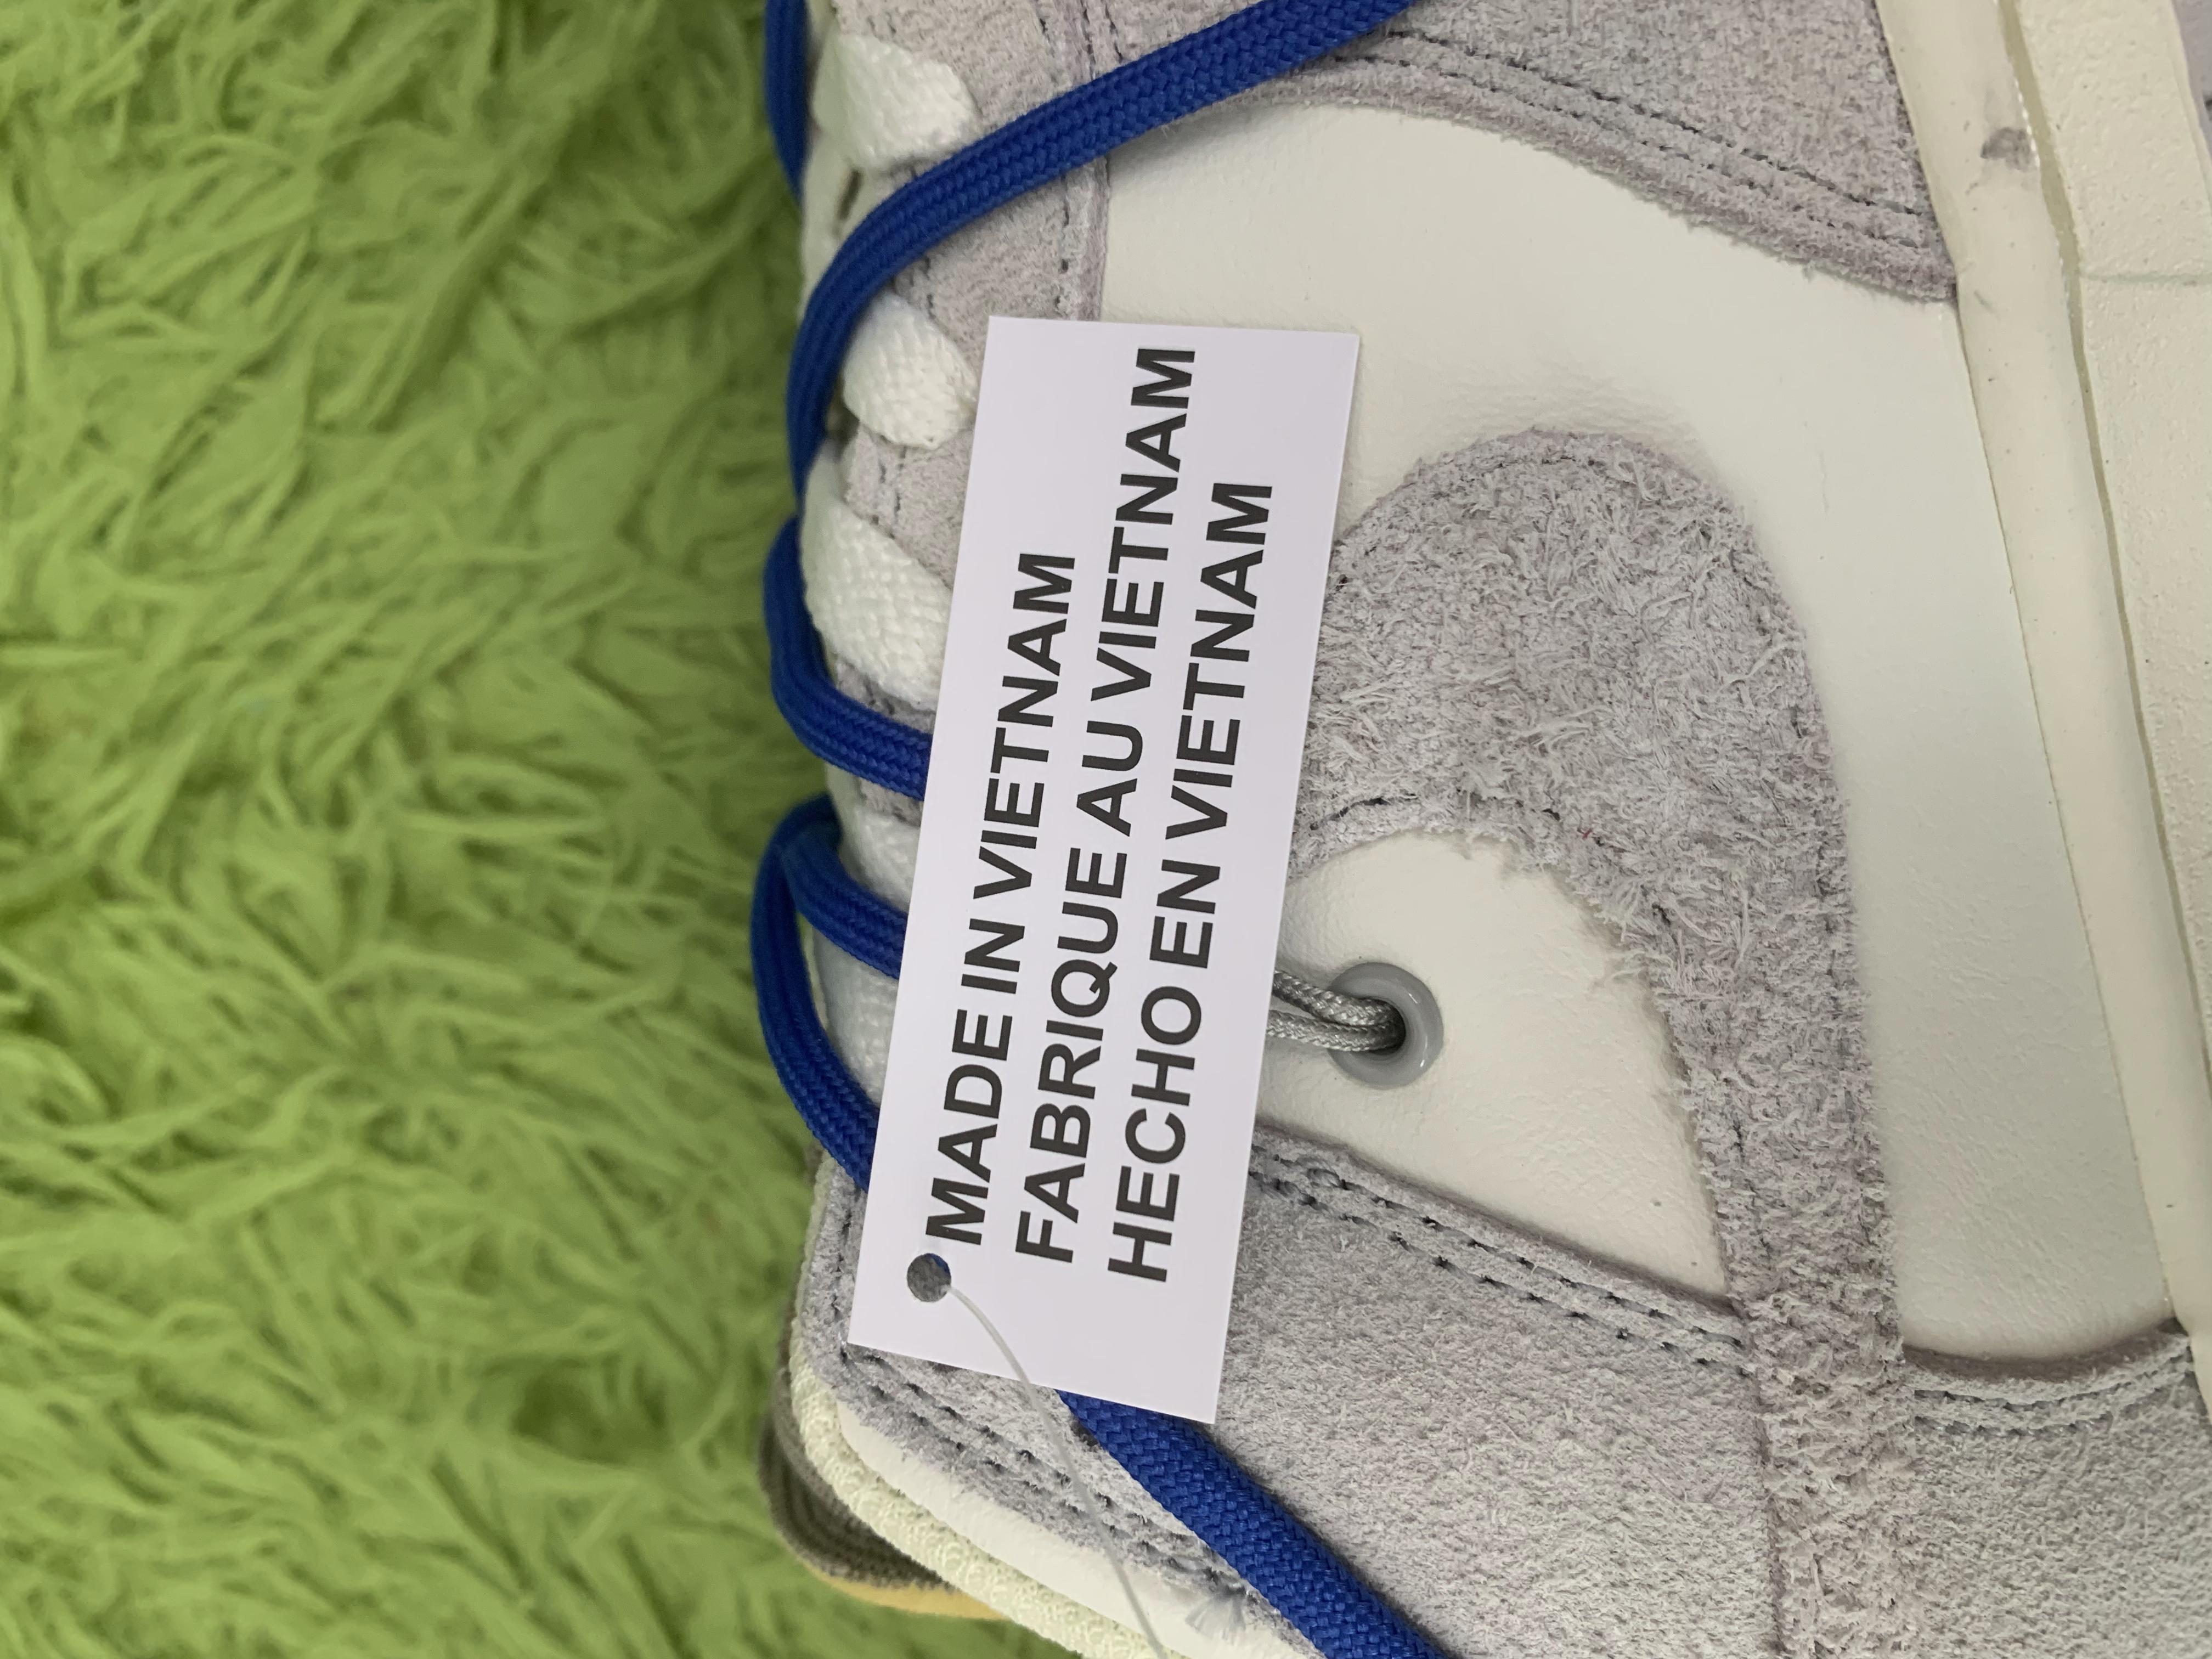 MADE IN VIETNAM
FABRIQUE AU VIETNAM
HECHO EN VIETNAM